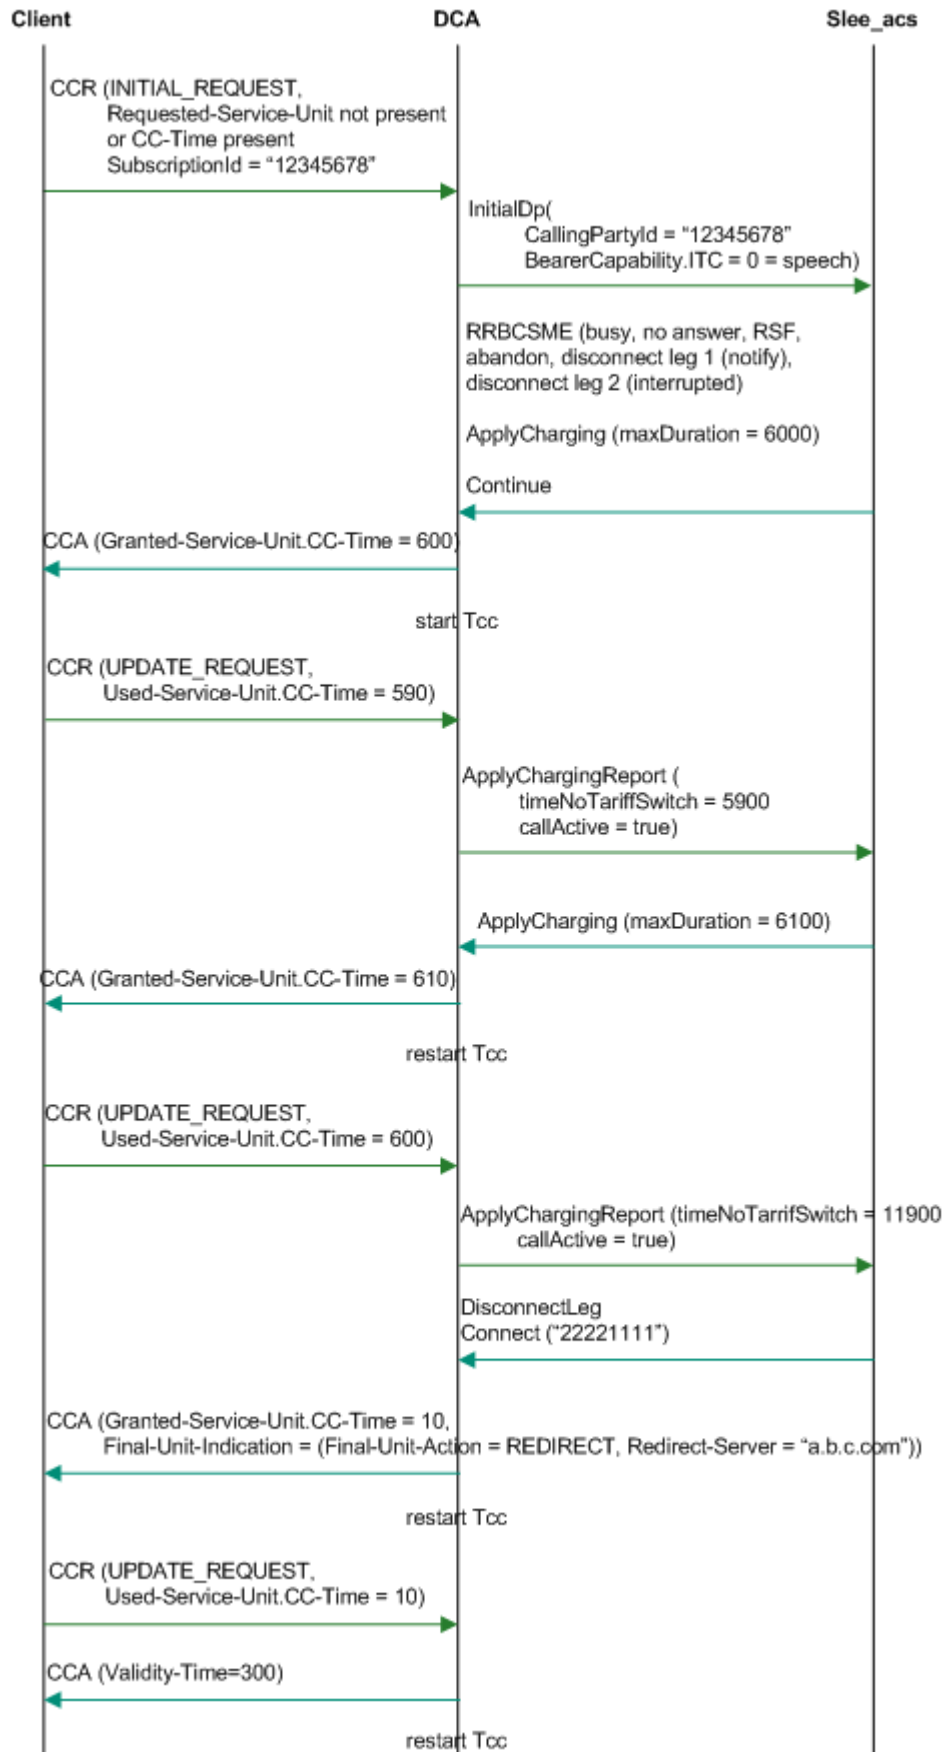 Client DCA Slee_acs
CCR (INITIAL_REQUEST,
Requested-Service-Unit not present
or CC-Time present
SubscriptionId = “12345678”
InitialDp(
CallingPartyId = “12345678”
BearerCapability.ITC = 0 = speech)
RRBCSME (busy, no answer, RSF,
abandon, disconnect leg 1 (notify),
disconnect leg 2 (interrupted)
ApplyCharging (maxDuration = 6000)
Continue
CCA (Granted-Service-Unit.CC-Time = 600)
start Tcc
CCR (UPDATE_REQUEST,
Used-Service-Unit.CC-Time = 590)
ApplyChargingReport (
timeNoTariffSwitch = 5900
callActive = true)
ApplyCharging (maxDuration = 6100)
CCA (Granted-Service-Unit.CC-Time = 610)
restart Tcc
CCR (UPDATE_REQUEST,
Used-Service-Unit.CC-Time = 600)
ApplyChargingReport (timeNoTarrifSwitch = 11900
callActive = true)
DisconnectLeg
Connect (“22221111”)
CCA (Granted-Service-Unit.CC-Time = 10,
Final-Unit-Indication = (Final-Unit-Action = REDIRECT, Redirect-Server = “a.b.c.com”))
restart Tcc
CCR (UPDATE_REQUEST,
Used-Service-Unit.CC-Time = 10)
CCA (Validity-Time=300)
restart Tcc